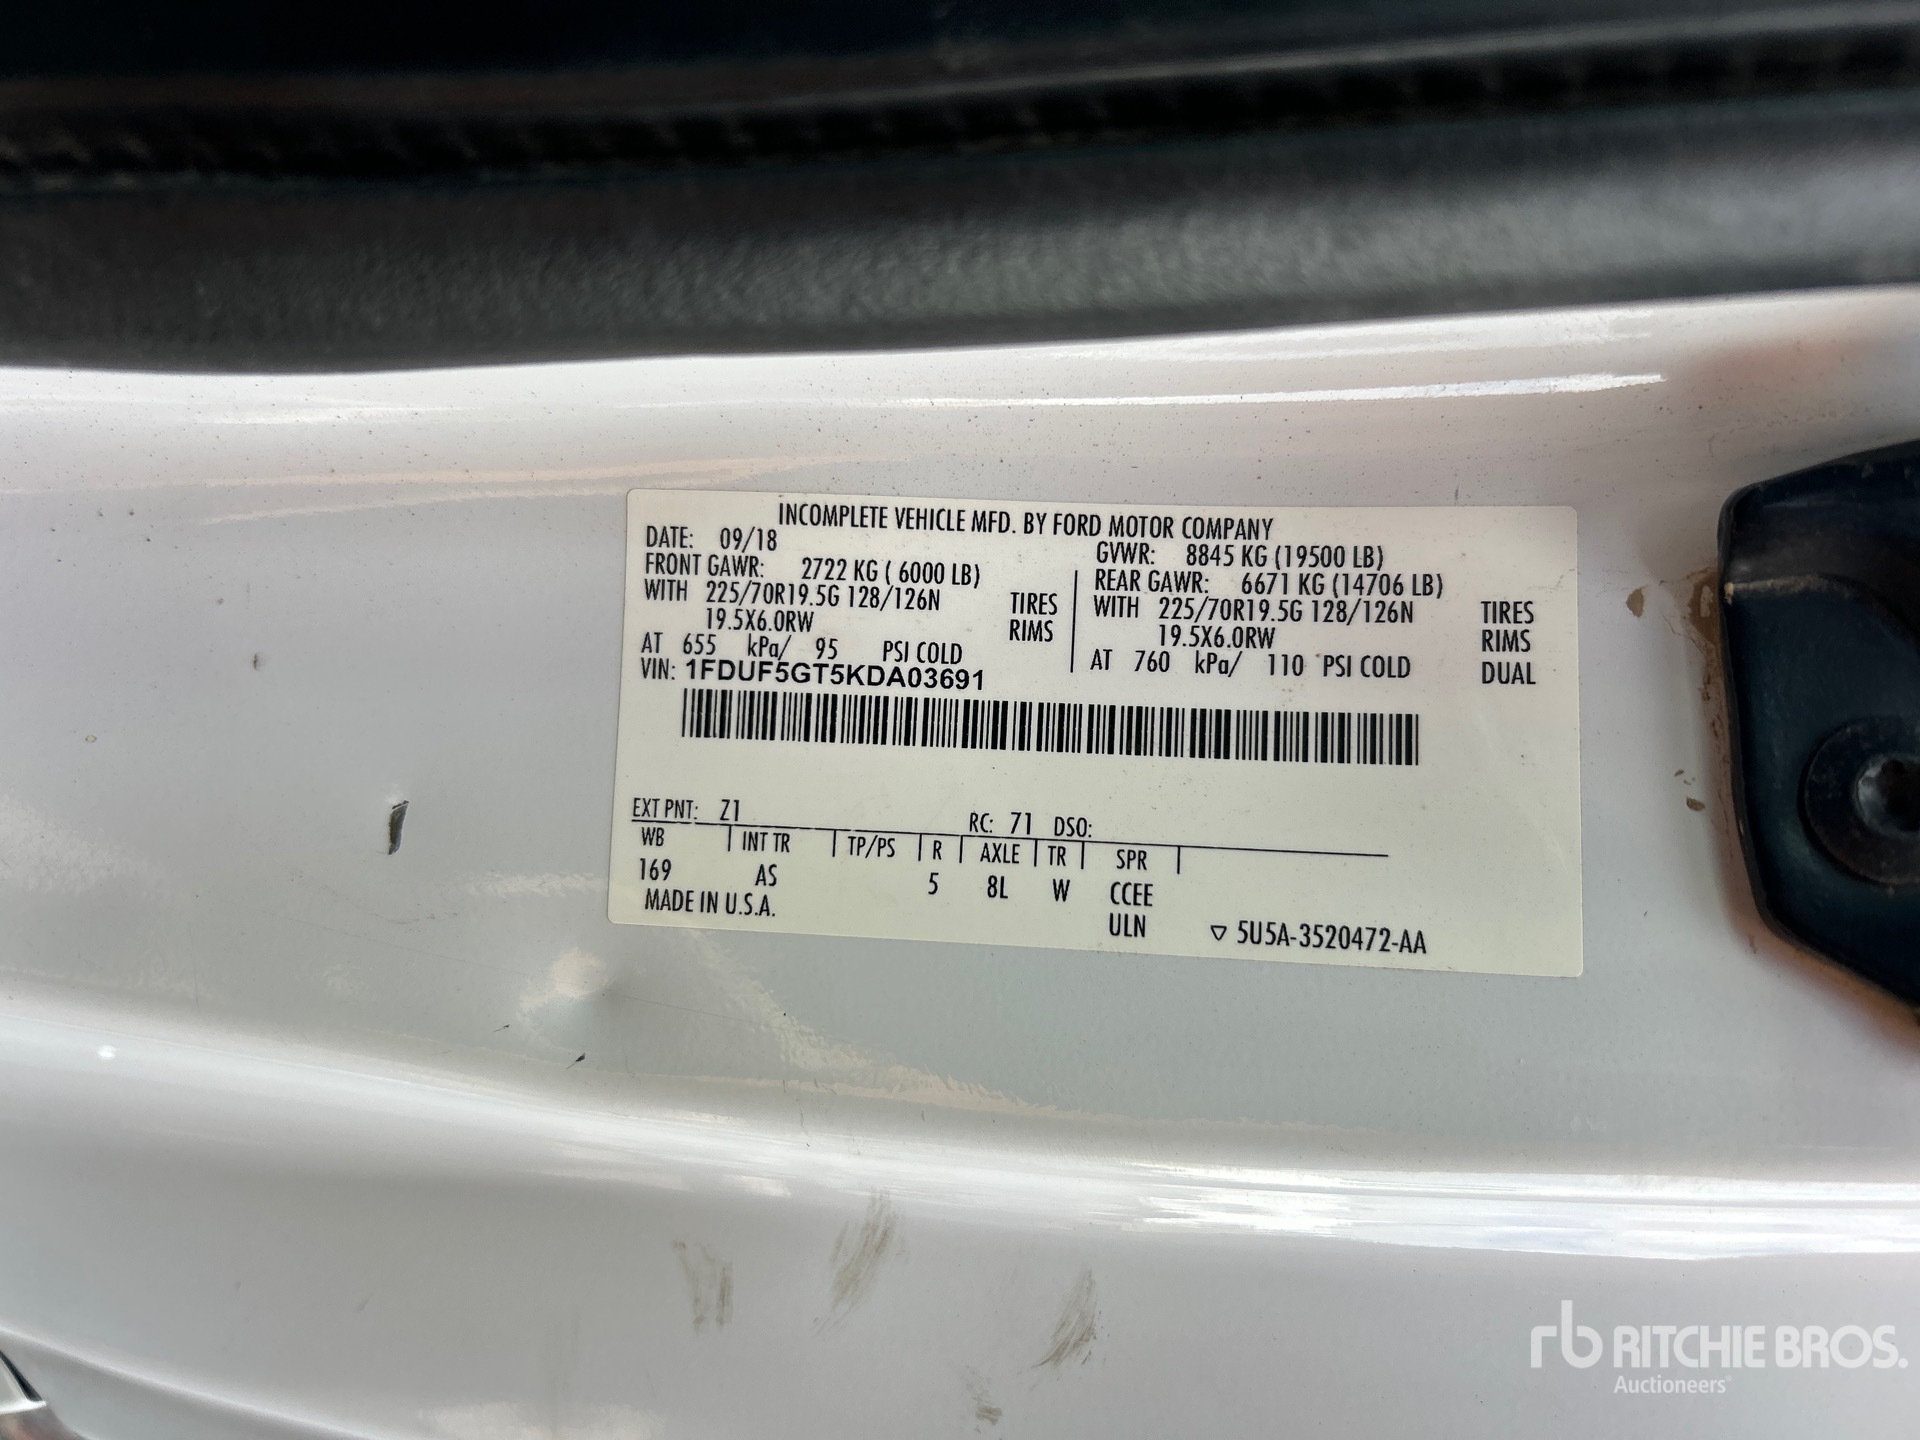 INCOMPLETE VEHICLE MFD. BY FORD MOTOR COMPANY
DATE: 09/18 GVWR: 8845 KG (19500 LB)
FRONT GAWR: 2722 KG ( 6000 LB) REAR GAWR: 6671 KG (14706 LB)
WITH 225/70R19.5G 128/126N TIRES WITH 225/70R19.5G 128/126N TIRES
19.5X6.0RW RIMS 19.5X6.0RW RIMS
AT 655 kPa/ 95 PSI COLD AT 760 kPa/ 110 PSI COLD DUAL
VIN: 1FDUF5GT5KDA03691
EXT PNT: Z1 RC: 71 DSO:
WB INT TR TP/PS R AXLE TR SPR
169 AS 5 8L W CCEE
MADE IN U.S.A. ULN ▽ 5U5A-3520472-AA
rb RITCHIE BROS.
Auctioneers